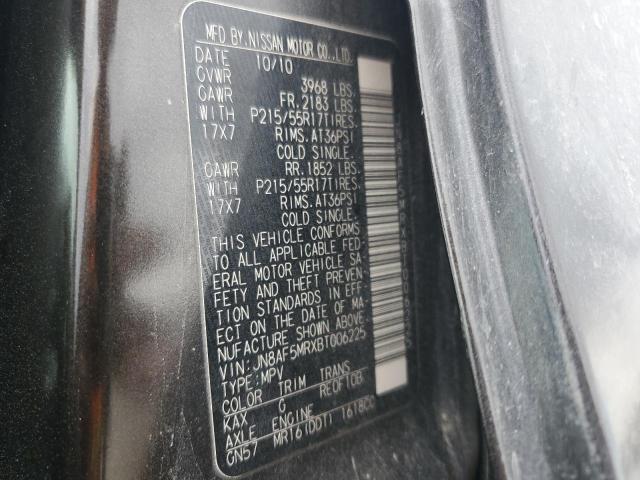 MFD BY.NISSAN MOTOR CO.,LTD.
DATE 10/10
GVWR 3968 LBS.
GAWR FR.2183 LBS.
WITH P215/55R17TIRES.
17X7 RIMS.AT36PSI
COLD SINGLE.
GAWR RR.1852 LBS.
WITH P215/55R17TIRES.
17X7 RIMS.AT36PSI
COLD SINGLE.
THIS VEHICLE CONFORMS
TO ALL APPLICABLE FED-
ERAL MOTOR VEHICLE SA-
FETY AND THEFT PREVEN-
TION STANDARDS IN EFF-
ECT ON THE DATE OF MA-
NUFACTURE SHOWN ABOVE.
VIN:JN8AF5MRXBT006225
TYPE:MPV
COLOR TRIM TRANS
KAX G RE0F10B
AXLE ENGINE
GN57 MR16(DDT) 1618CC